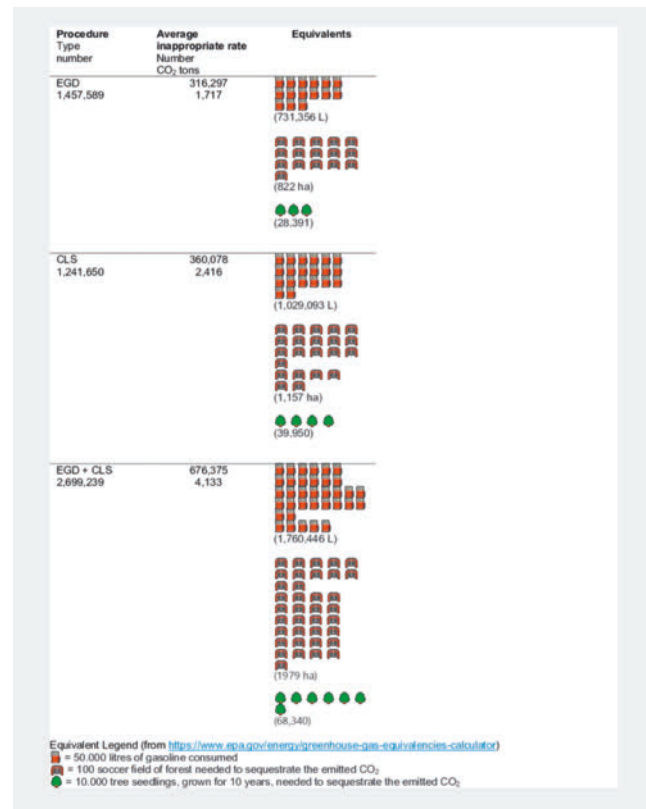 Procedure Average Equivalents
Type inappropriate rate
number Number
CO₂ tons
EGD 316,297
1,457,589 1,717
(731,356 L)
(822 ha)
(28,391)
CLS 360,078
1,241,650 2,416
(1,029,093 L)
(1,157 ha)
(39,950)
EGD + CLS 676,375
2,699,239 4,133
(1,760,446 L)
(1979 ha)
(68,340)
Equivalent Legend (from https://www.epa.gov/energy/greenhouse-gas-equivalencies-calculator)
= 50.000 litres of gasoline consumed
= 100 soccer field of forest needed to sequestrate the emitted CO₂
= 10.000 tree seedlings, grown for 10 years, needed to sequestrate the emitted CO₂